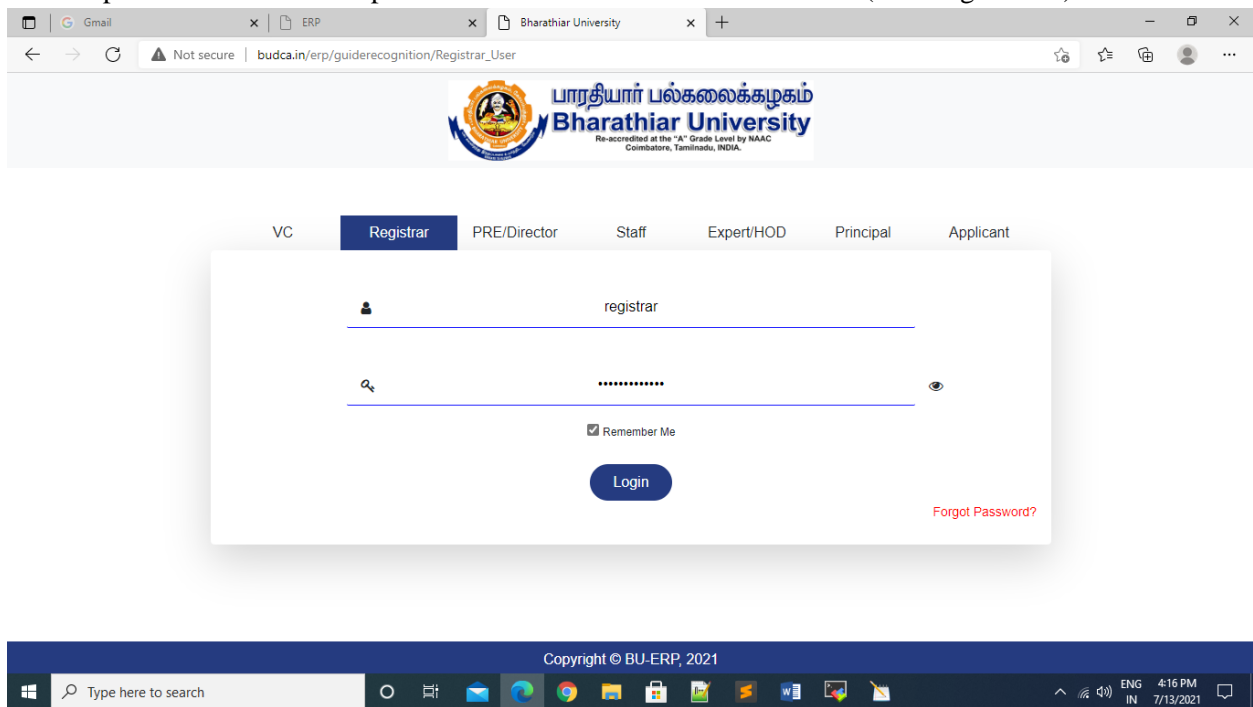 Gmail ERP Bharathiar University
Not secure budca.in/erp/guiderecognition/Registrar_User
பாரதியார் பல்கலைக்கழகம்
Bharathiar University
Re-accredited at the “A” Grade Level by NAAC
Coimbatore, Tamilnadu, INDIA.
VC Registrar PRE/Director Staff Expert/HOD Principal Applicant
registrar
•••••••••••••
Remember Me
Login
Forgot Password?
Copyright © BU-ERP, 2021
Type here to search ENG 4:16 PM
IN 7/13/2021